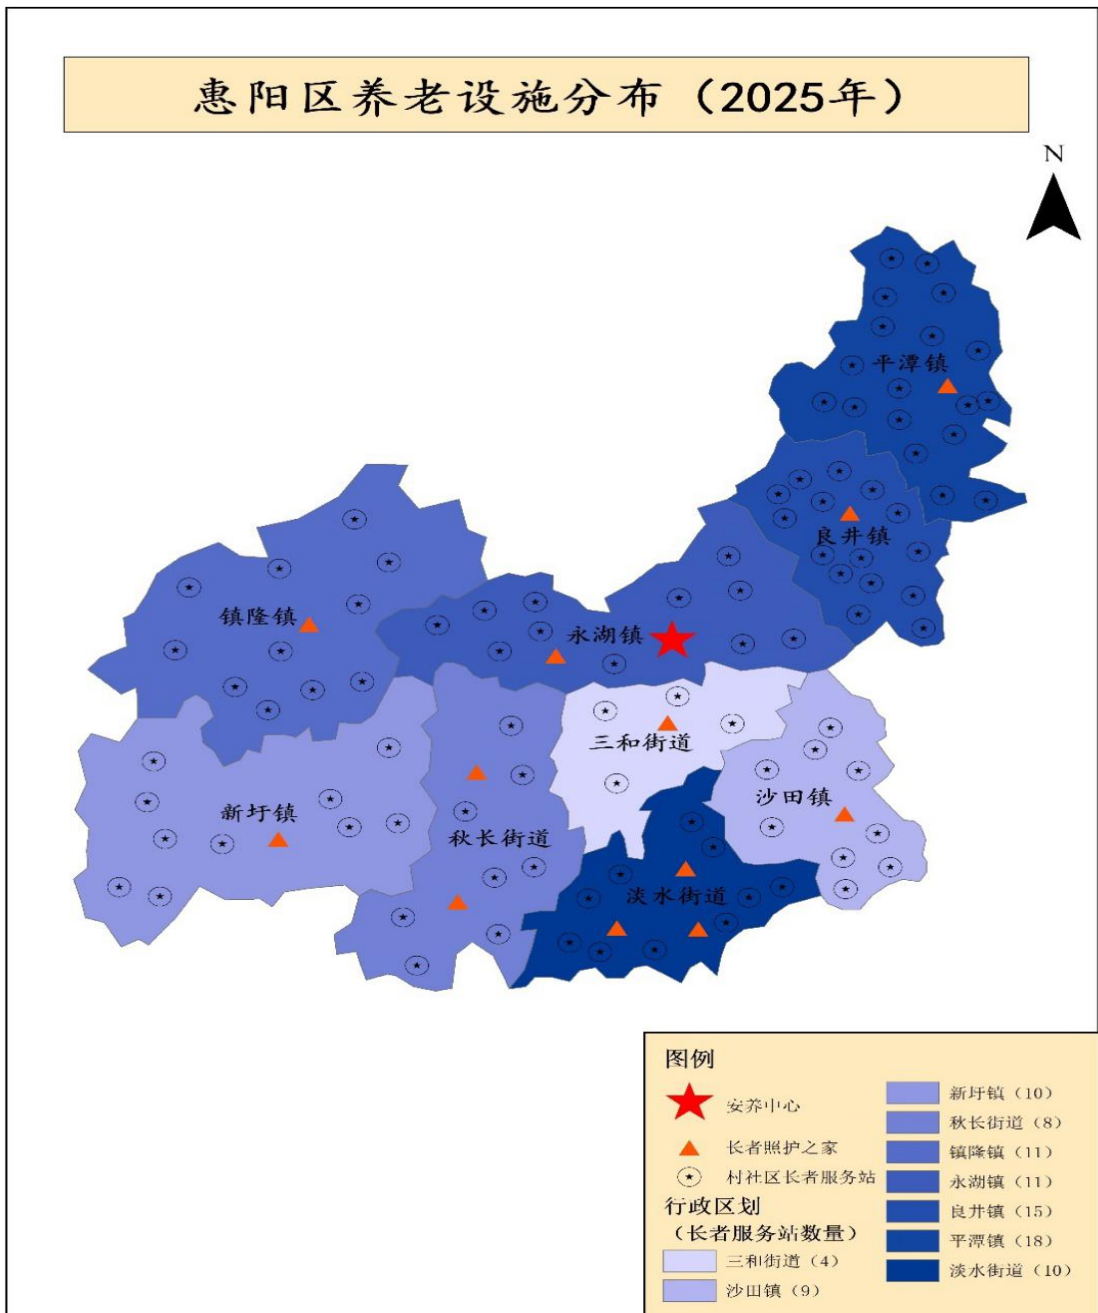 惠阳区养老设施分布（2025年）
N
平潭镇
良井镇
镇隆镇
永湖镇
三和街道
沙田镇
新圩镇
秋长街道
淡水街道
图例
安养中心
长者照护之家
村社区长者服务站
行政区划
（长者服务站数量）
三和街道（4）
沙田镇（9）
新圩镇（10）
秋长街道（8）
镇隆镇（11）
永湖镇（11）
良井镇（15）
平潭镇（18）
淡水街道（10）